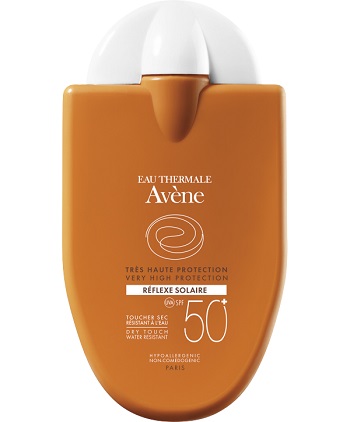 EAU THERMALE
Avène
TRÈS HAUTE PROTECTION
VERY HIGH PROTECTION
RÉFLEXE SOLAIRE
UVA SPF 50+
TOUCHER SEC
RÉSISTANT À L'EAU
DRY TOUCH
WATER RESISTANT
HYPOALLERGENIC
NON COMEDOGENIC
PARIS